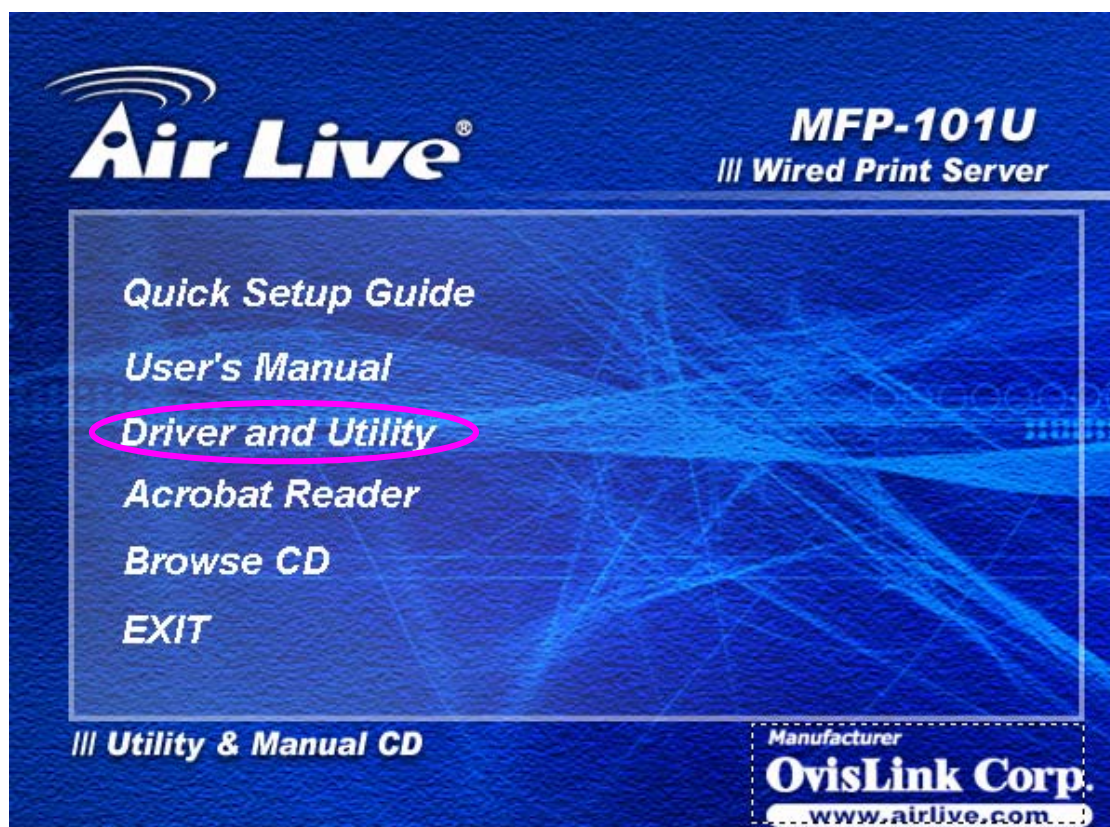 Air Live®
MFP-101U
/// Wired Print Server
Quick Setup Guide
User's Manual
Driver and Utility
Acrobat Reader
Browse CD
EXIT
/// Utility & Manual CD
Manufacturer
OvisLink Corp.
www.airlive.com